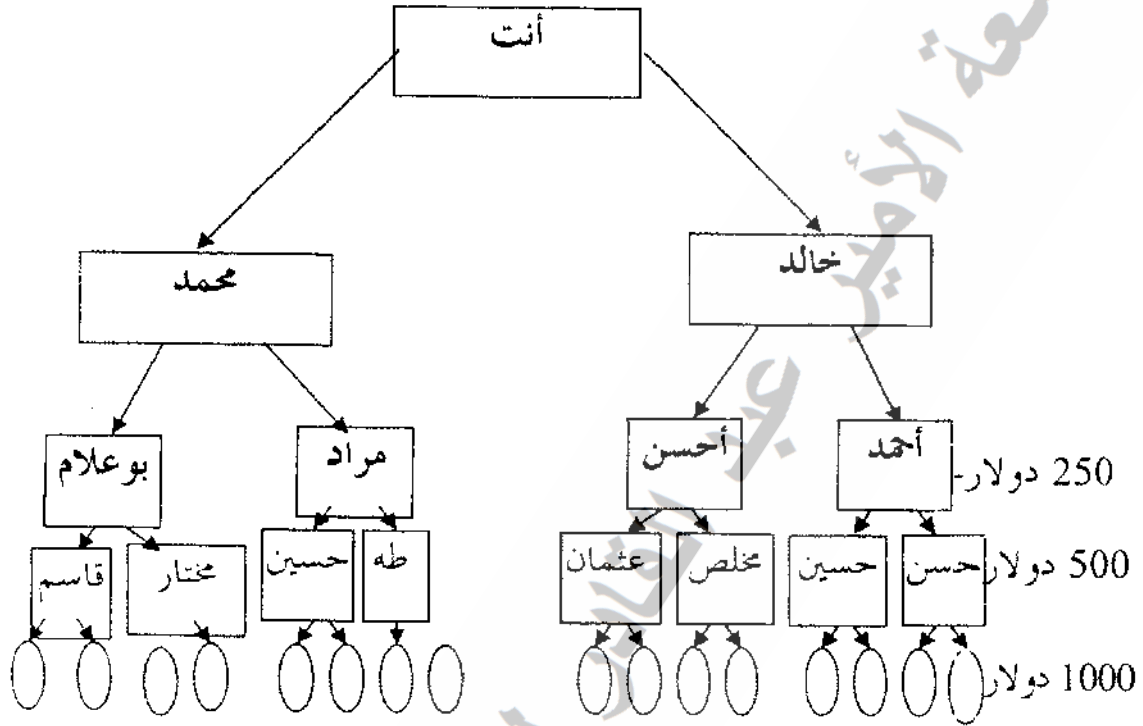 أنت
خالد
محمد
أحمد
أحسن
مراد
بوعلام
250 دولار
حسن
حسين
مخلص
عثمان
طه
حسين
مختار
قاسم
500 دولار
1000 دولار